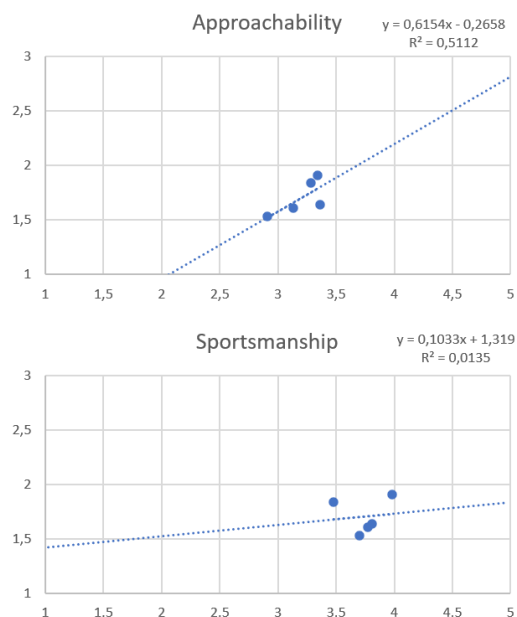 Approachability
y = 0,6154x - 0,2658
R² = 0,5112
3
2,5
2
1,5
1
1 1,5 2 2,5 3 3,5 4 4,5 5
Sportsmanship
y = 0,1033x + 1,319
R² = 0,0135
3
2,5
2
1,5
1
1 1,5 2 2,5 3 3,5 4 4,5 5